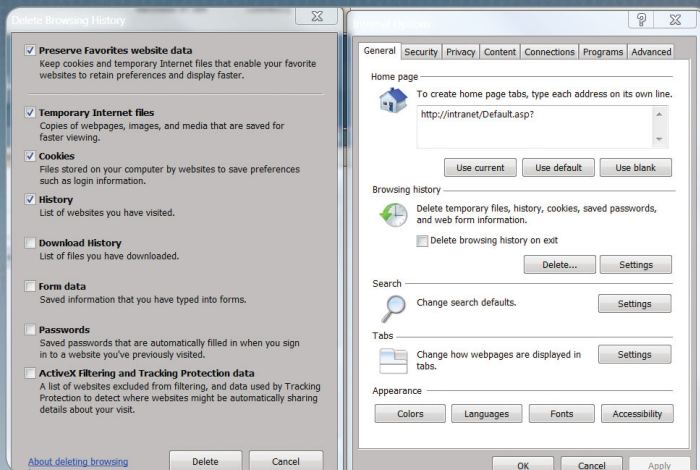 Delete Browsing History
Preserve Favorites website data
Keep cookies and temporary Internet files that enable your favorite
websites to retain preferences and display faster.
Temporary Internet files
Copies of webpages, images, and media that are saved for
faster viewing.
Cookies
Files stored on your computer by websites to save preferences
such as login information.
History
List of websites you have visited.
Download History
List of files you have downloaded.
Form data
Saved information that you have typed into forms.
Passwords
Saved passwords that are automatically filled in when you sign
in to a website you've previously visited.
ActiveX Filtering and Tracking Protection data
A list of websites excluded from filtering, and data used by Tracking
Protection to detect where websites might be automatically sharing
details about your visit.
About deleting browsing
Delete Cancel
Internet Options
General Security Privacy Content Connections Programs Advanced
Home page
To create home page tabs, type each address on its own line.
http://intranet/Default.asp?
Use current Use default Use blank
Browsing history
Delete temporary files, history, cookies, saved passwords,
and web form information.
Delete browsing history on exit
Delete... Settings
Search
Change search defaults.
Settings
Tabs
Change how webpages are displayed in
tabs.
Settings
Appearance
Colors Languages Fonts Accessibility
OK Cancel Apply